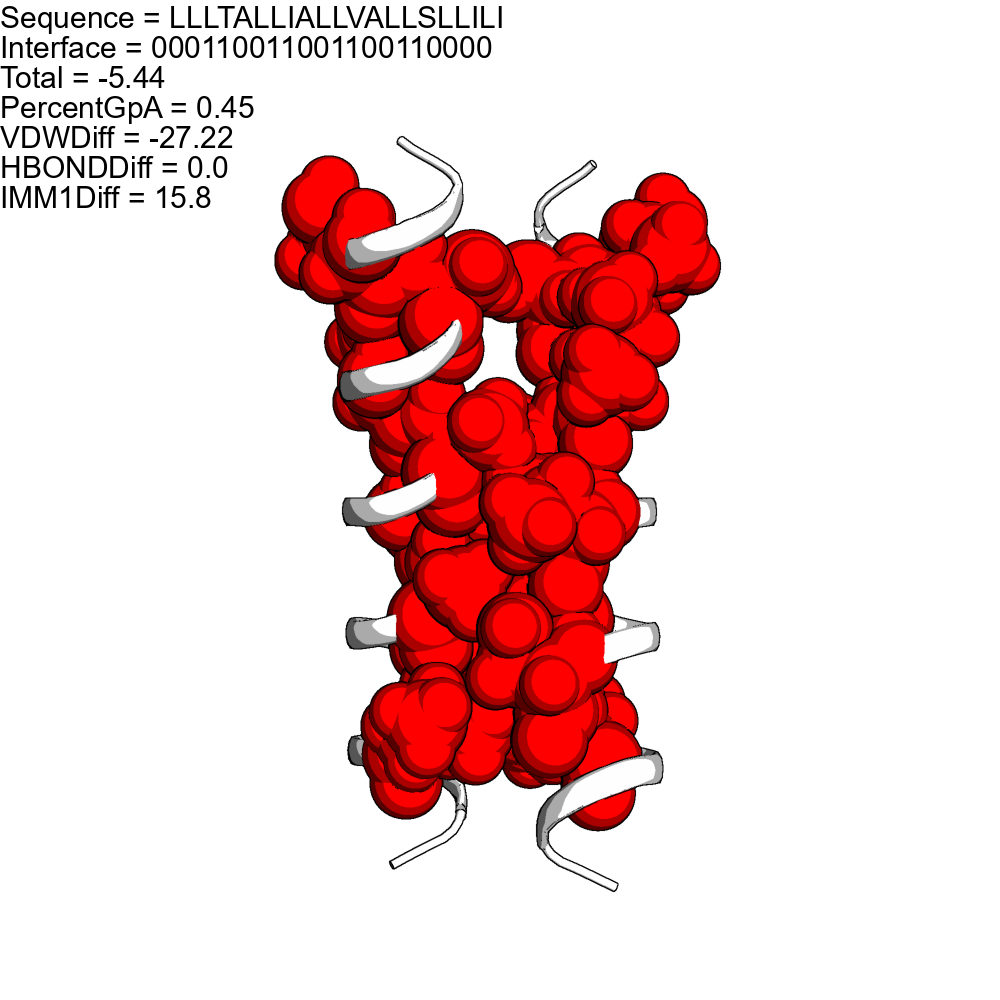 Sequence = LLLTALLIALLVALLSLLILI
Interface = 000110011001100110000
Total = -5.44
PercentGpA = 0.45
VDWDiff = -27.22
HBONDDiff = 0.0
IMM1Diff = 15.8